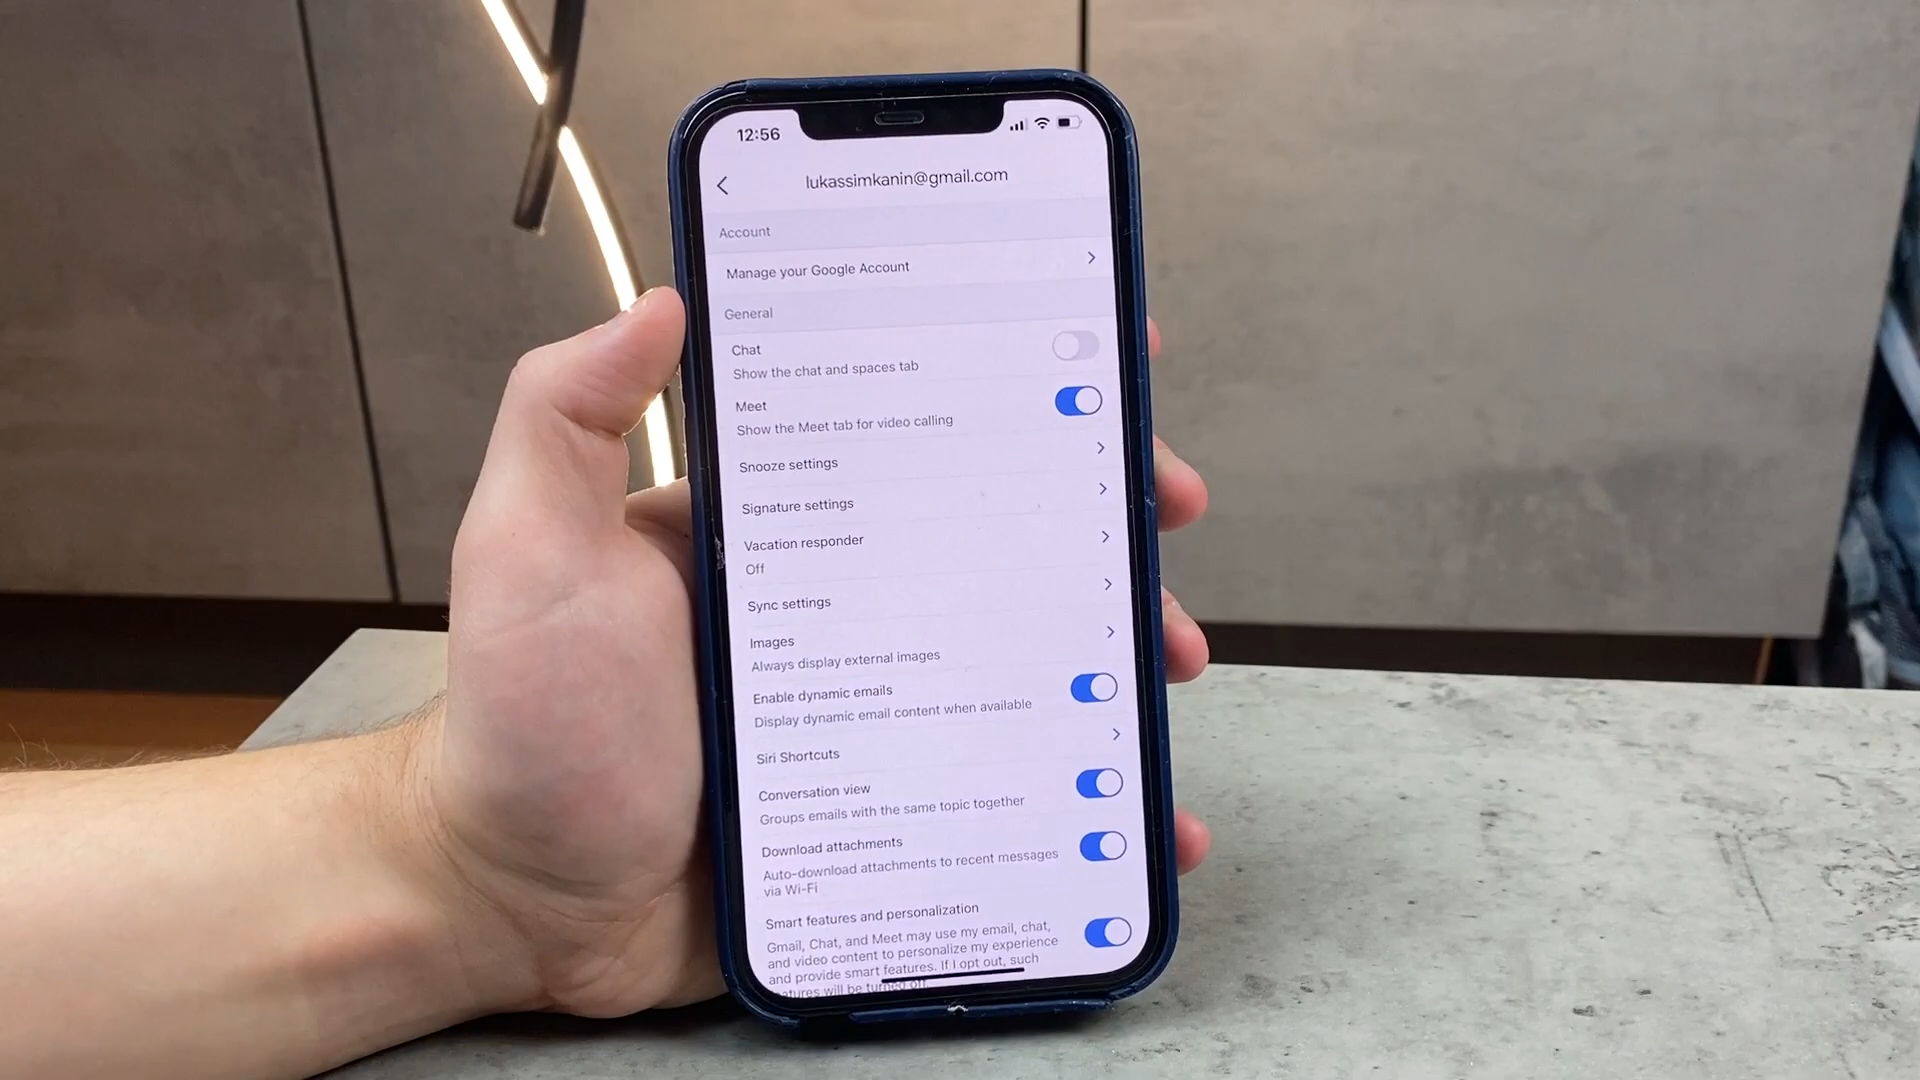 12:56
lukassimkanin@gmail.com
Account
Manage your Google Account
General
Chat
Show the chat and spaces tab
Meet
Show the Meet tab for video calling
Snooze settings
Signature settings
Vacation responder
Off
Sync settings
Images
Always display external images
Enable dynamic emails
Display dynamic email content when available
Siri Shortcuts
Conversation view
Groups emails with the same topic together
Download attachments
Auto-download attachments to recent messages
via Wi-Fi
Smart features and personalization
Gmail, Chat, and Meet may use my email, chat,
and video content to personalize my experience
and provide smart features. If I opt out, such
features will be turned off.